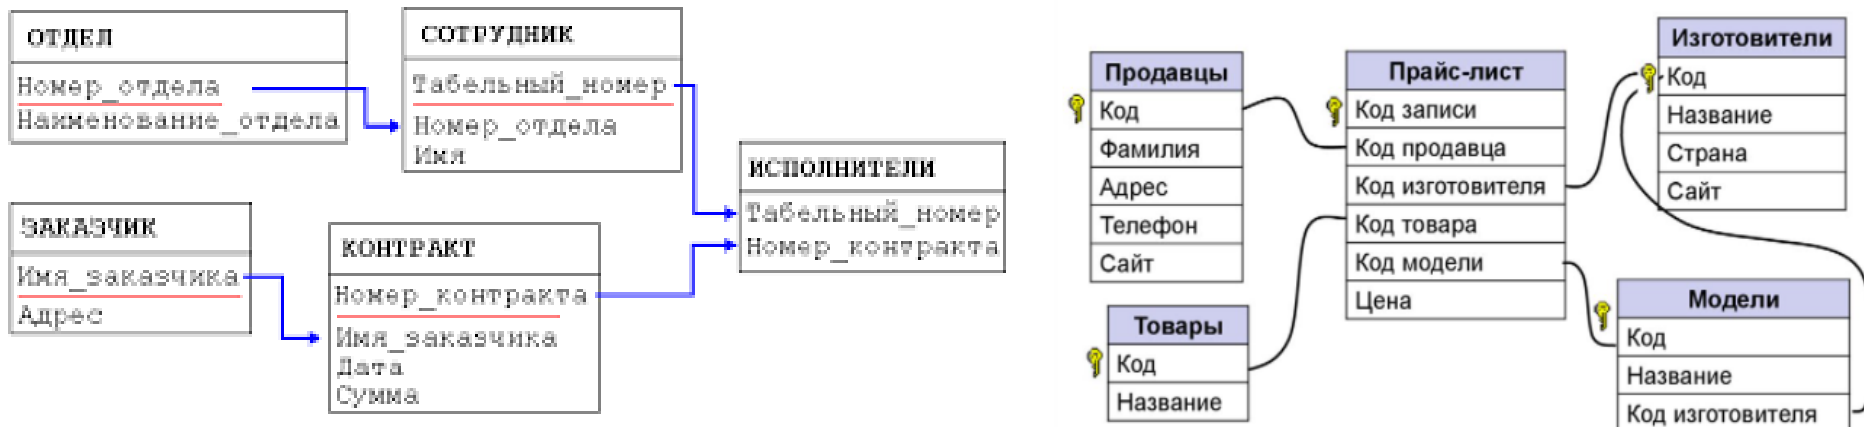 ОТДЕЛ
Номер_отдела
Наименование_отдела
СОТРУДНИК
Табельный_номер
Номер_отдела
Имя
ЗАКАЗЧИК
Имя_заказчика
Адрес
КОНТРАКТ
Номер_контракта
Имя_заказчика
Дата
Сумма
ИСПОЛНИТЕЛИ
Табельный_номер
Номер_контракта
Продавцы
Код
Фамилия
Адрес
Телефон
Сайт
Товары
Код
Название
Прайс-лист
Код записи
Код продавца
Код изготовителя
Код товара
Код модели
Цена
Изготовители
Код
Название
Страна
Сайт
Модели
Код
Название
Код изготовителя